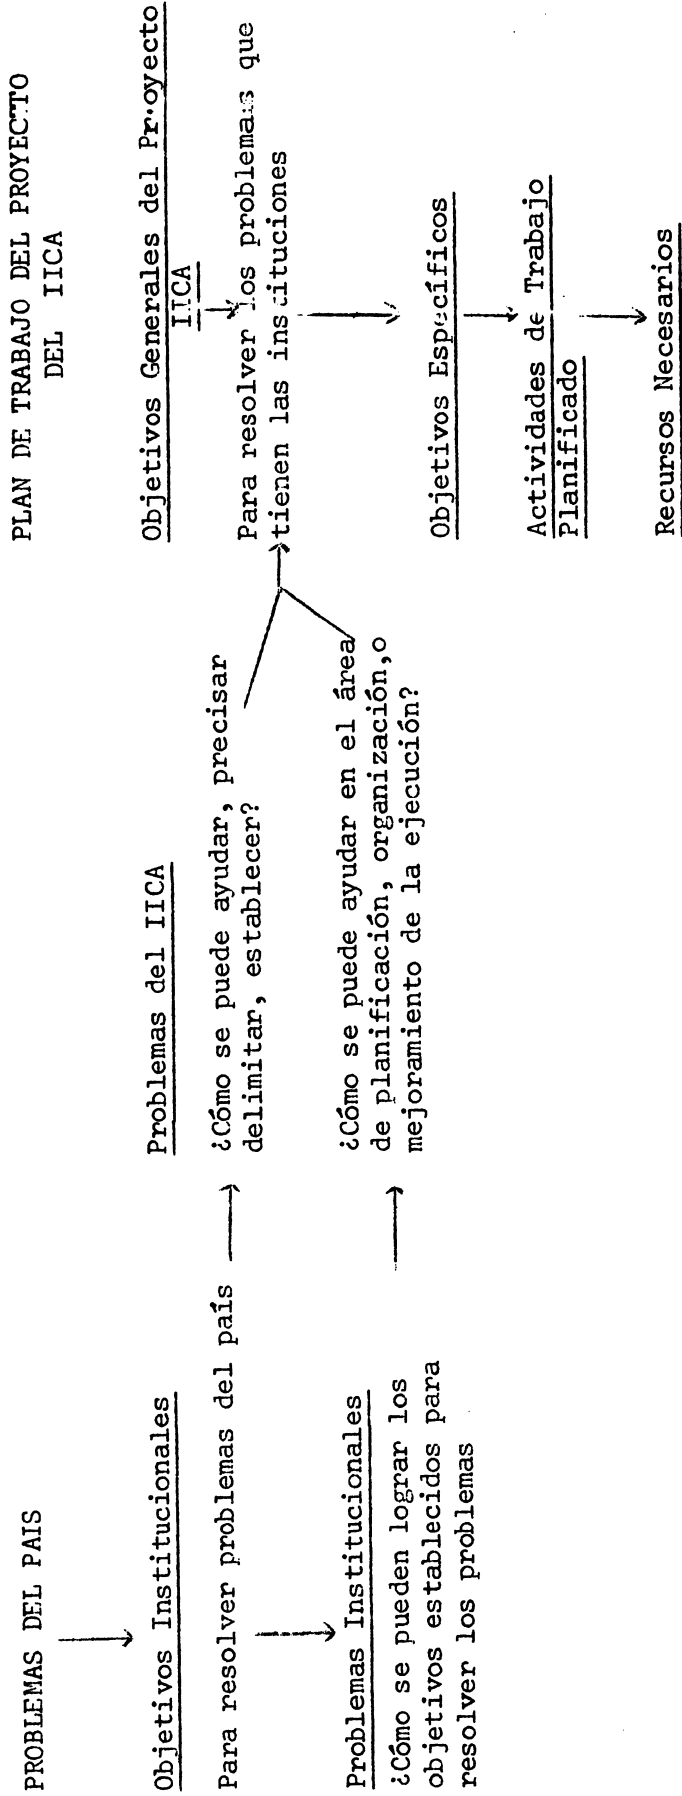 PROBLEMAS DEL PAIS
Objetivos Institucionales
Para resolver problemas del país
Problemas Institucionales
¿Cómo se pueden lograr los
objetivos establecidos para
resolver los problemas
Problemas del IICA
¿Cómo se puede ayudar, precisar
delimitar, establecer?
¿Cómo se puede ayudar en el área
de planificación, organización,o
mejoramiento de la ejecución?
PLAN DE TRABAJO DEL PROYECTO
DEL IICA
Objetivos Generales del Proyecto
IICA
Para resolver los problemas que
tienen las instituciones
Objetivos Específicos
Actividades de Trabajo
Planificado
Recursos Necesarios